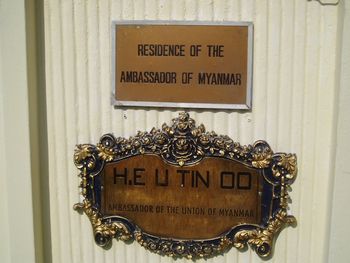 RESIDENCE OF THE
AMBASSADOR OF MYANMAR
H.E U TIN OO
AMBASSADOR OF THE UNION OF MYANMAR